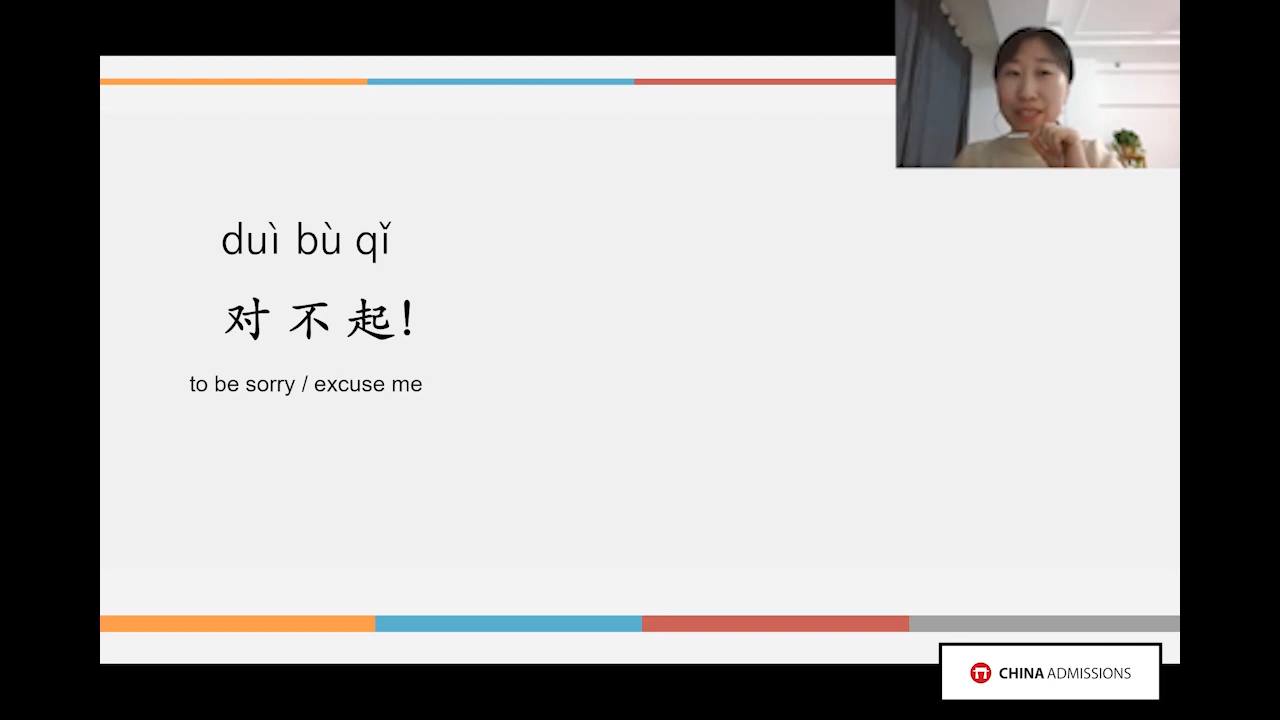 duì bù qǐ
对 不 起!
to be sorry / excuse me
CHINA ADMISSIONS